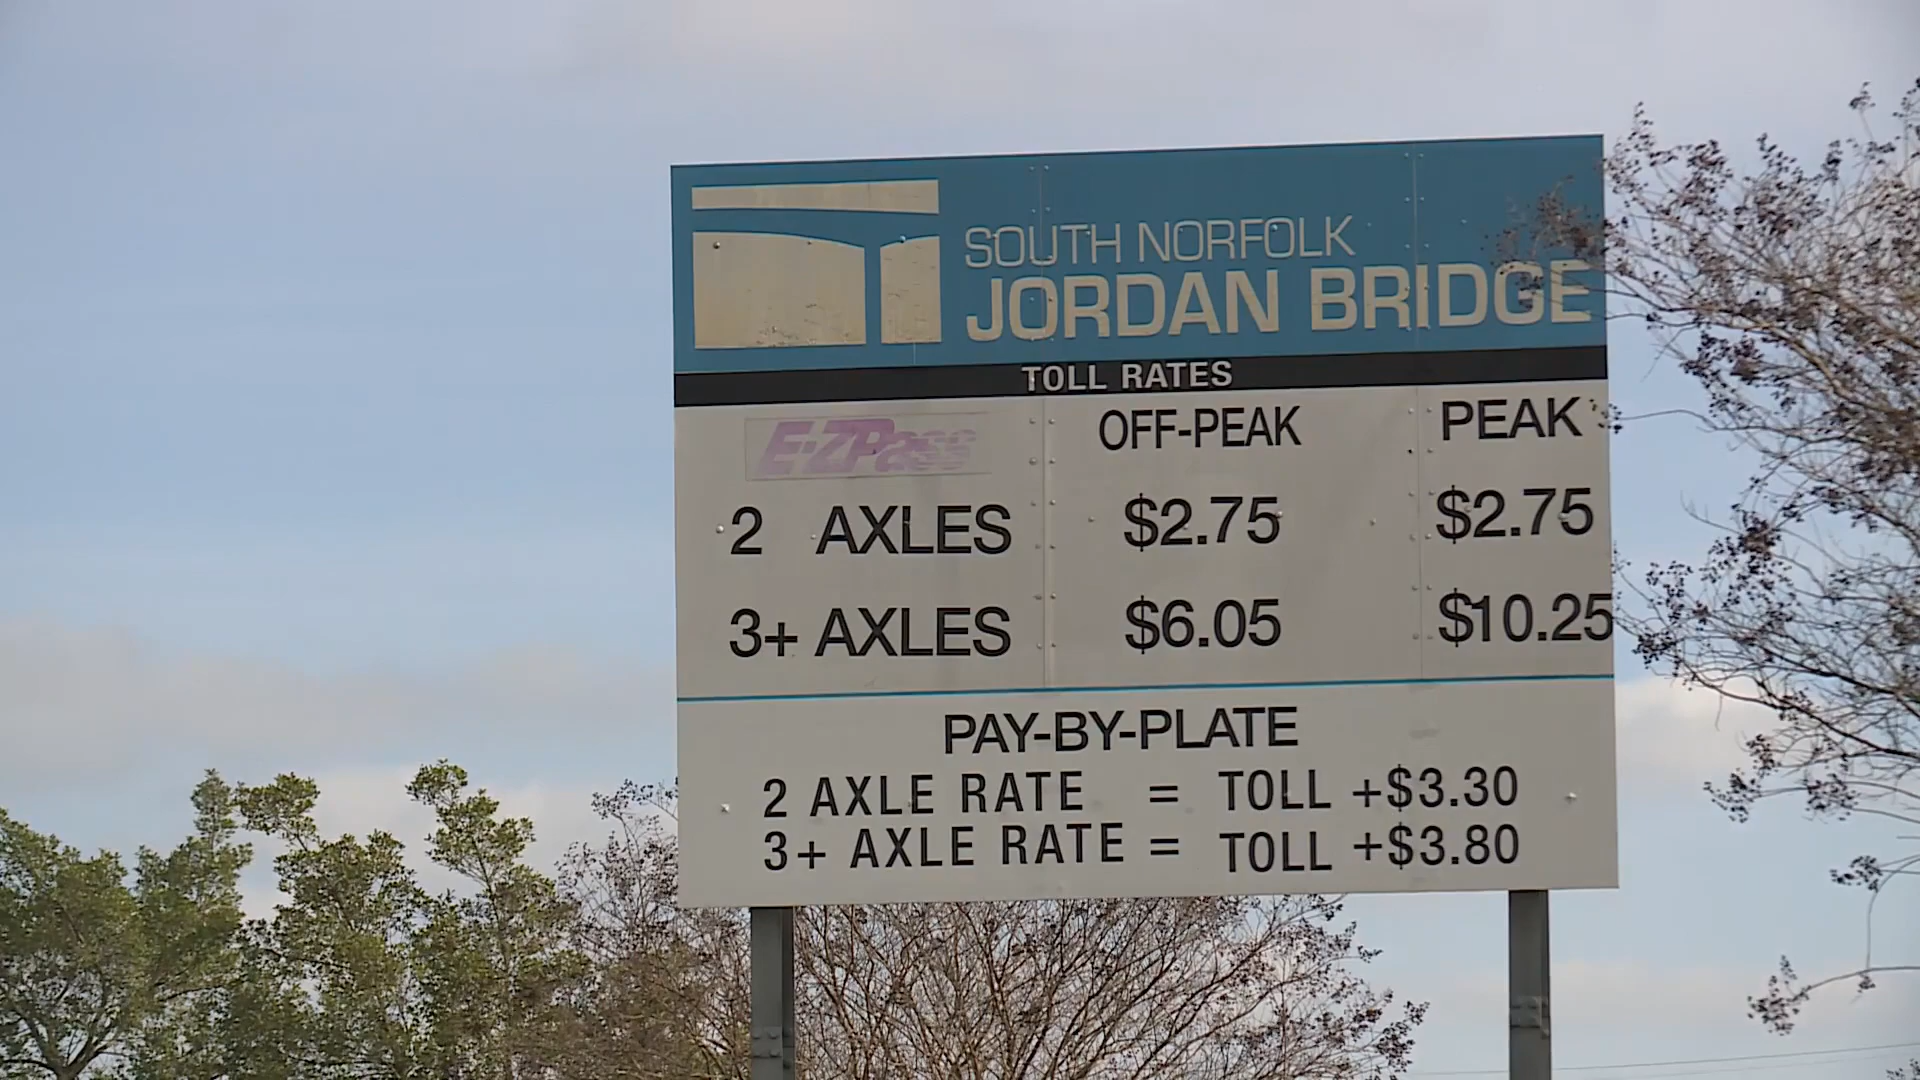 SOUTH NORFOLK
JORDAN BRIDGE
TOLL RATES
E-ZPass OFF-PEAK PEAK
2 AXLES $2.75 $2.75
3+ AXLES $6.05 $10.25
PAY-BY-PLATE
2 AXLE RATE = TOLL +$3.30
3+ AXLE RATE = TOLL +$3.80